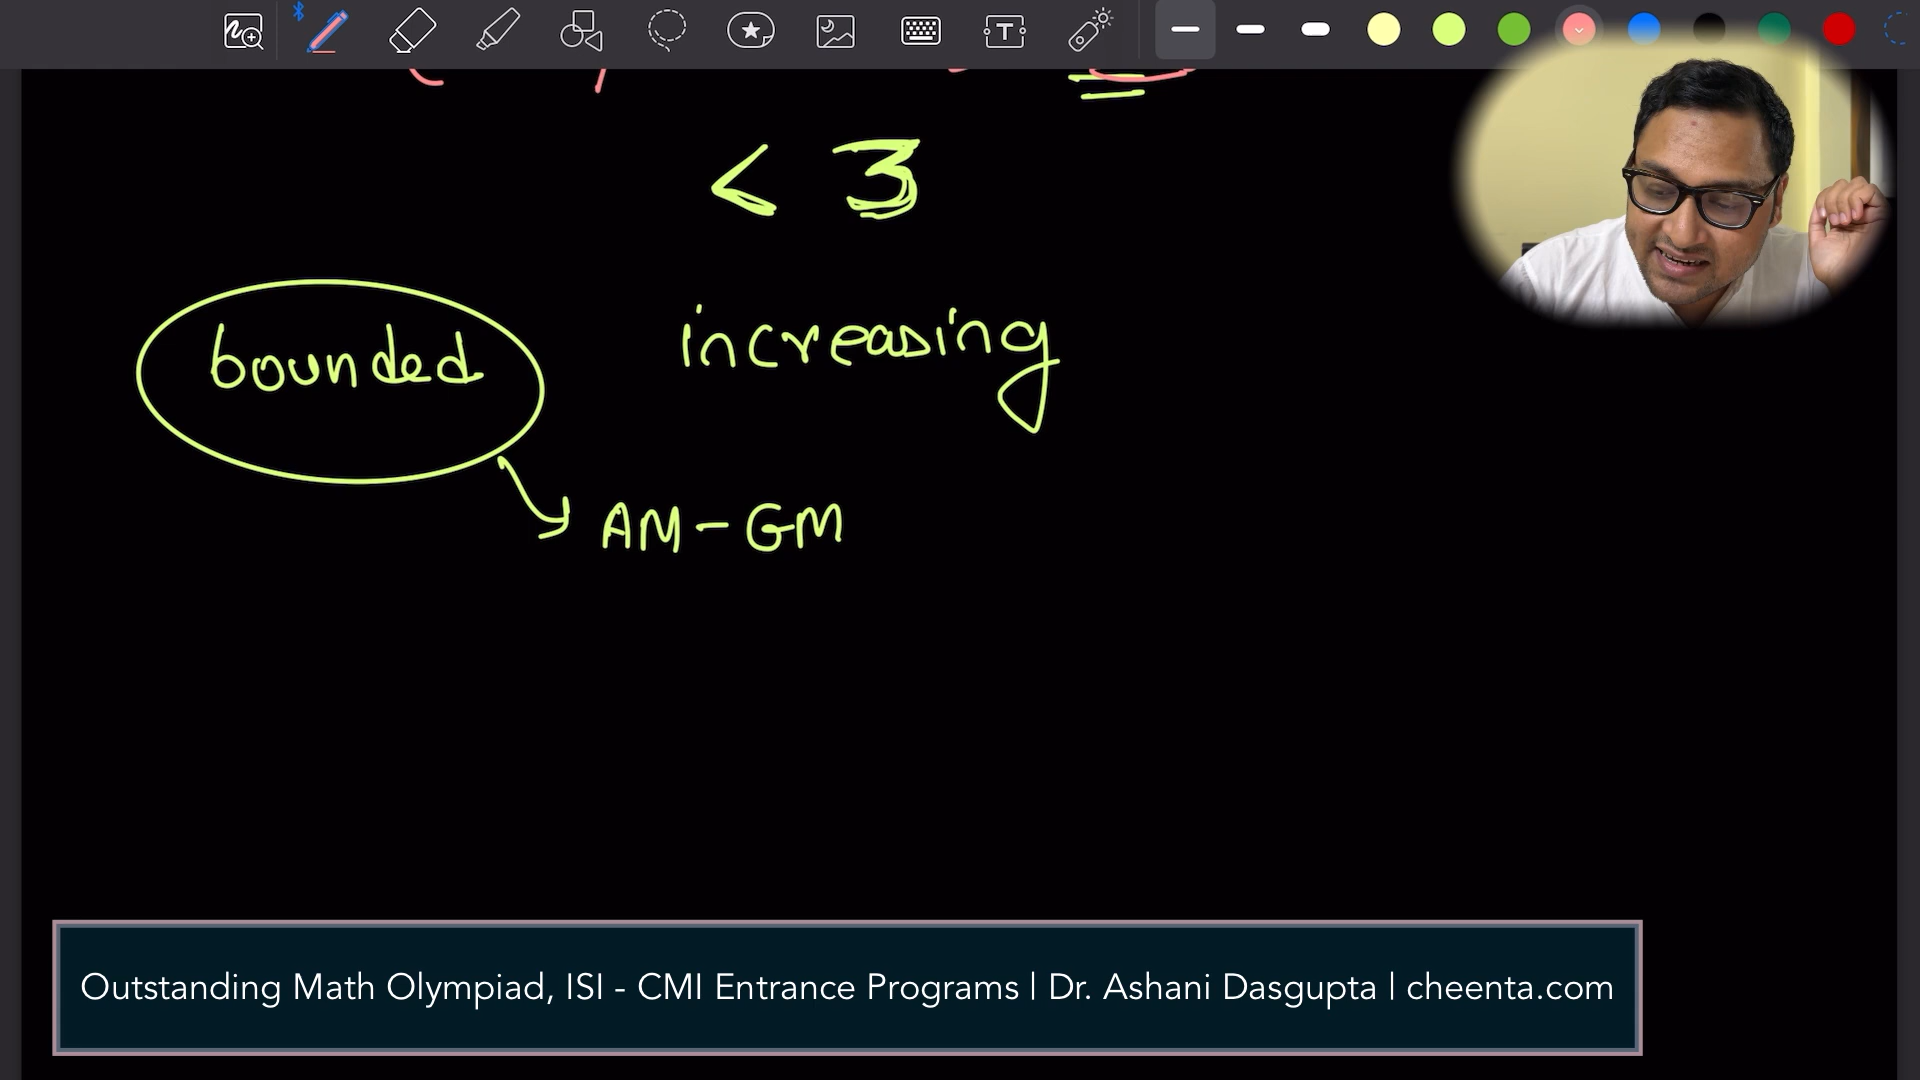 < 3
bounded
increasing
AM - GM
Outstanding Math Olympiad, ISI - CMI Entrance Programs | Dr. Ashani Dasgupta | cheenta.com